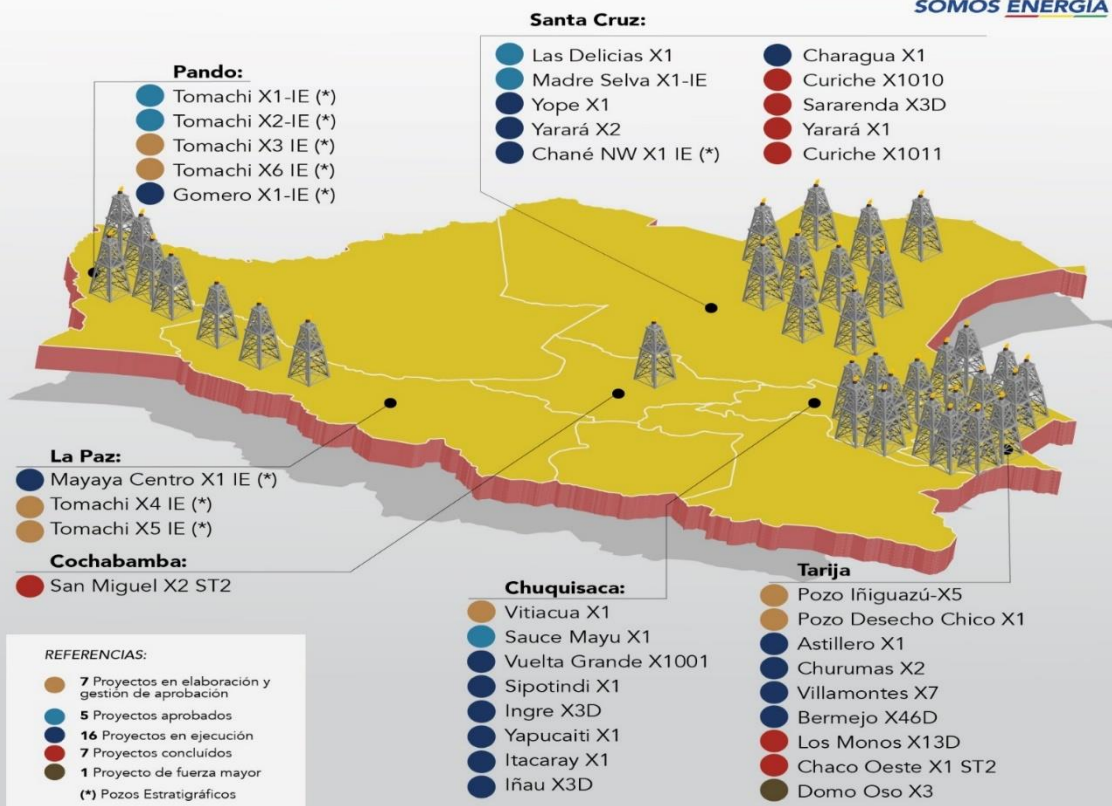 SOMOS ENERGÍA
Santa Cruz:
Las Delicias X1
Madre Selva X1-IE
Yope X1
Yarará X2
Chané NW X1 IE (*)
Charagua X1
Curiche X1010
Sararenda X3D
Yarará X1
Curiche X1011
Pando:
Tomachi X1-IE (*)
Tomachi X2-IE (*)
Tomachi X3 IE (*)
Tomachi X6 IE (*)
Gomero X1-IE (*)
La Paz:
Mayaya Centro X1 IE (*)
Tomachi X4 IE (*)
Tomachi X5 IE (*)
Cochabamba:
San Miguel X2 ST2
Chuquisaca:
Vitiacua X1
Sauce Mayu X1
Vuelta Grande X1001
Sipotindi X1
Ingre X3D
Yapucaiti X1
Itacaray X1
Iñau X3D
Tarija
Pozo Iñiguazú-X5
Pozo Desecho Chico X1
Astillero X1
Churumas X2
Villamontes X7
Bermejo X46D
Los Monos X13D
Chaco Oeste X1 ST2
Domo Oso X3
REFERENCIAS:
7 Proyectos en elaboración y
gestión de aprobación
5 Proyectos aprobados
16 Proyectos en ejecución
7 Proyectos concluídos
1 Proyecto de fuerza mayor
(*) Pozos Estratigráficos